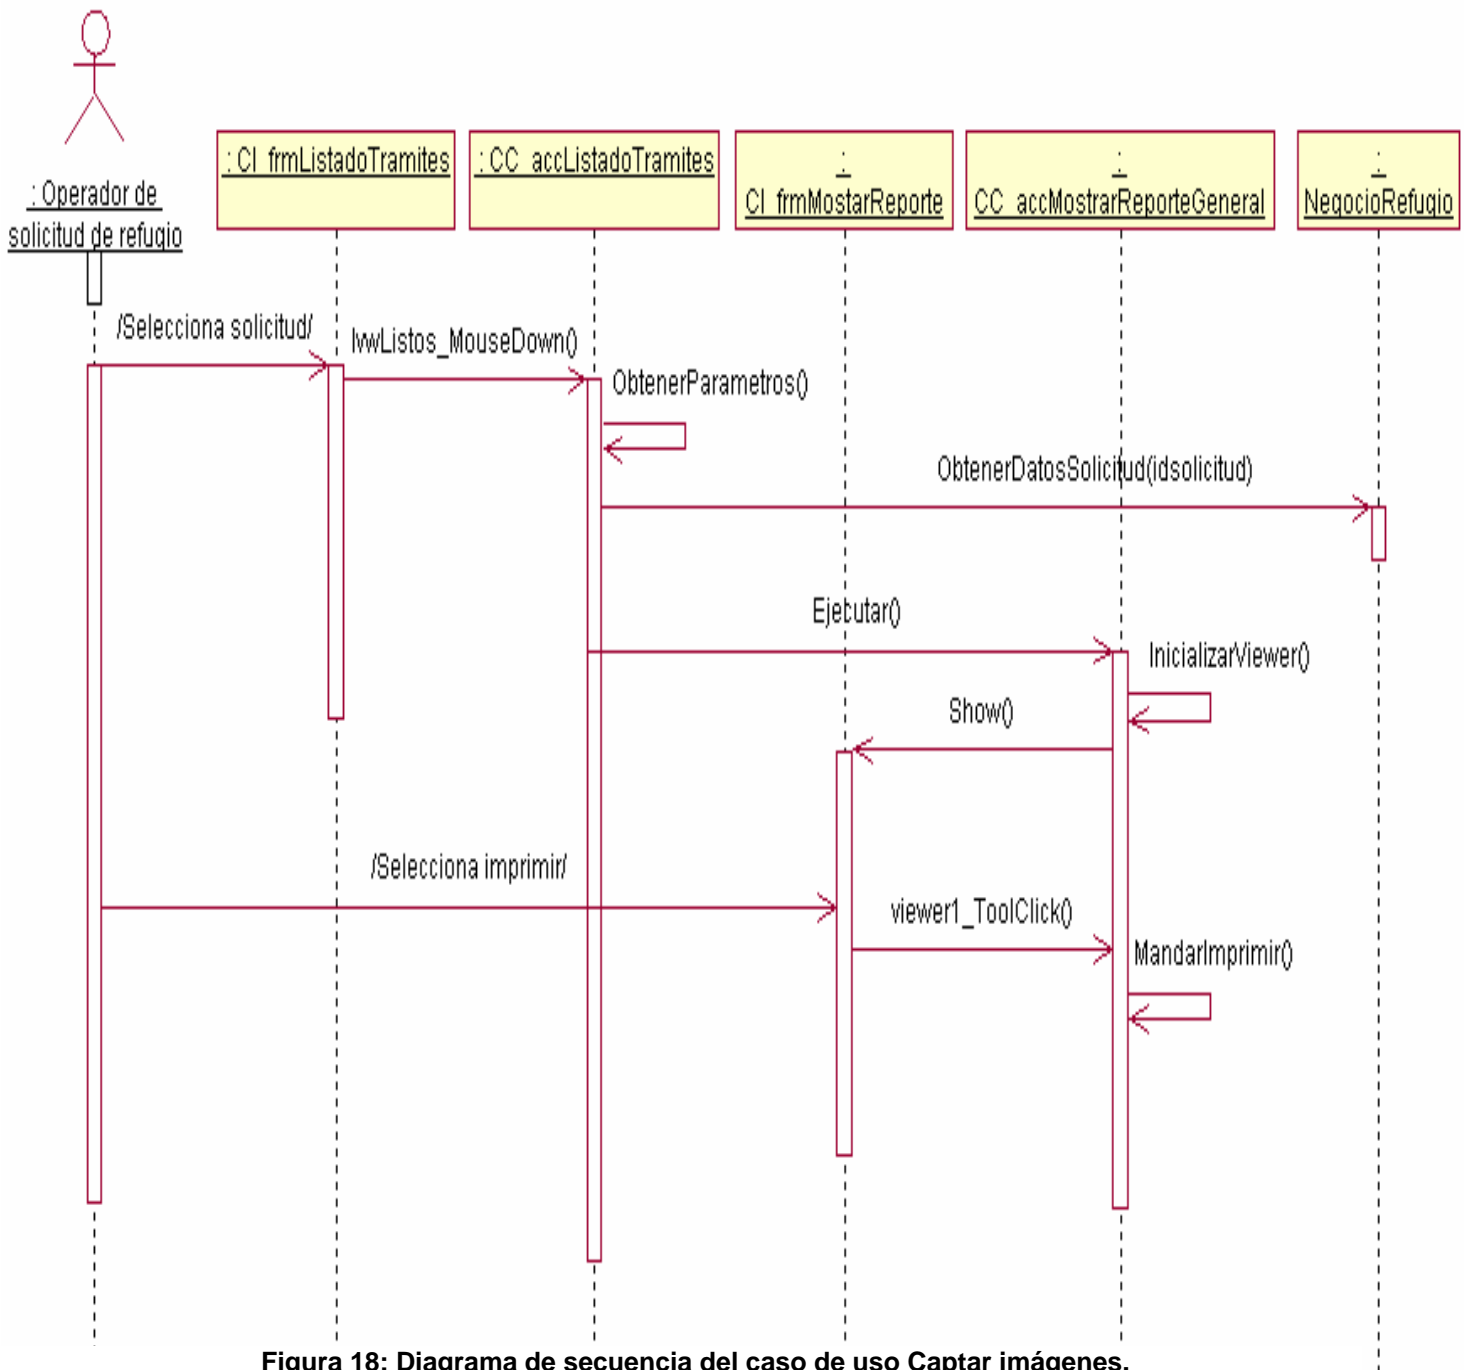 : Operador de
solicitud de refugio
: CI_frmListadoTramites
: CC_accListadoTramites
:
CI_frmMostarReporte
:
CC_accMostrarReporteGeneral
:
NegocioRefugio
/Selecciona solicitud/
lvwListos_MouseDown()
ObtenerParametros()
ObtenerDatosSolicitud(idsolicitud)
Ejecutar()
InicializarViewer()
Show()
/Selecciona imprimir/
viewer1_ToolClick()
MandarImprimir()
Figura 18: Diagrama de secuencia del caso de uso Captar imágenes.